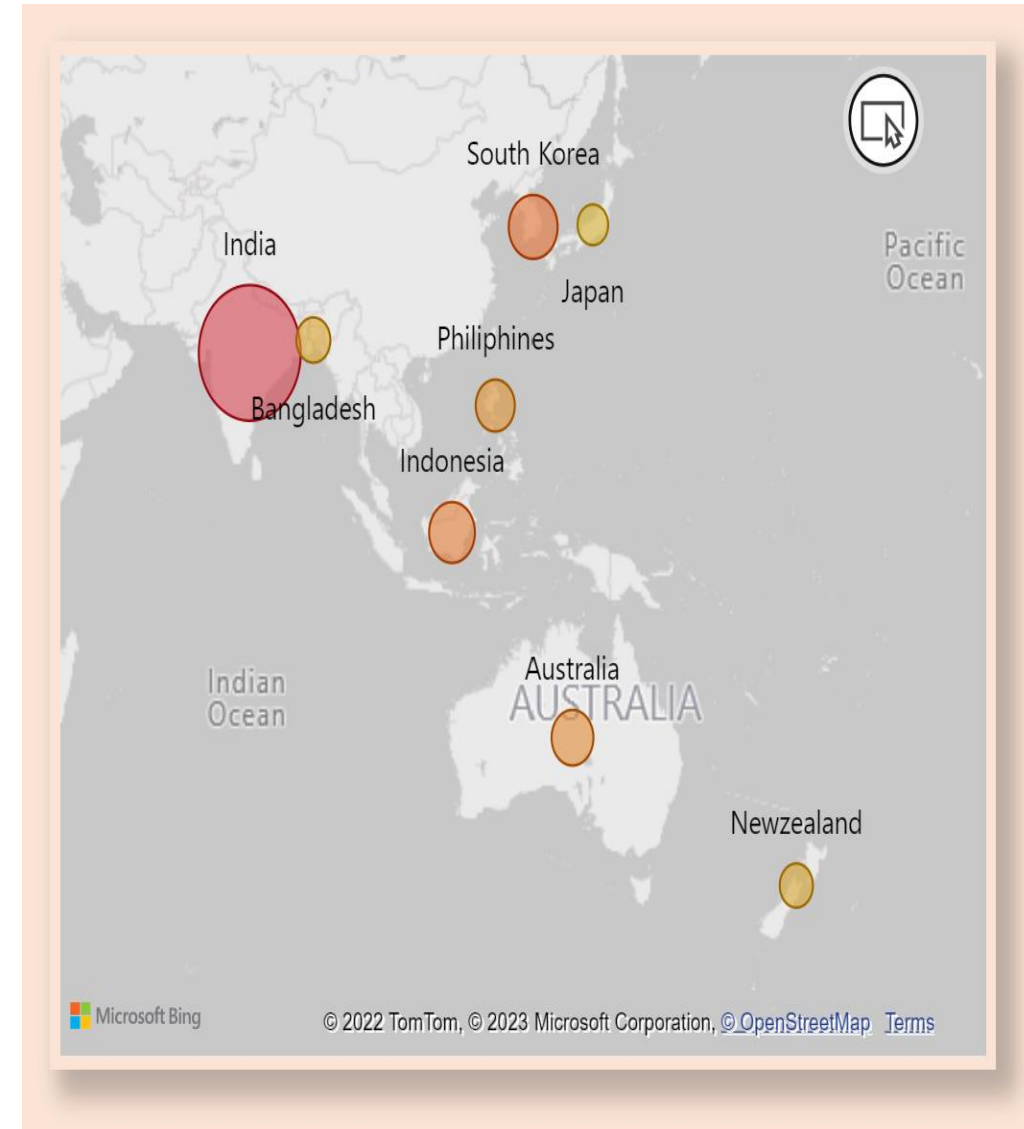 South Korea
India
Pacific
Ocean
Japan
Philiphines
Bangladesh
Indonesia
Australia
AUSTRALIA
Indian
Ocean
Newzealand
Microsoft Bing
© 2022 TomTom, © 2023 Microsoft Corporation, © OpenStreetMap Terms